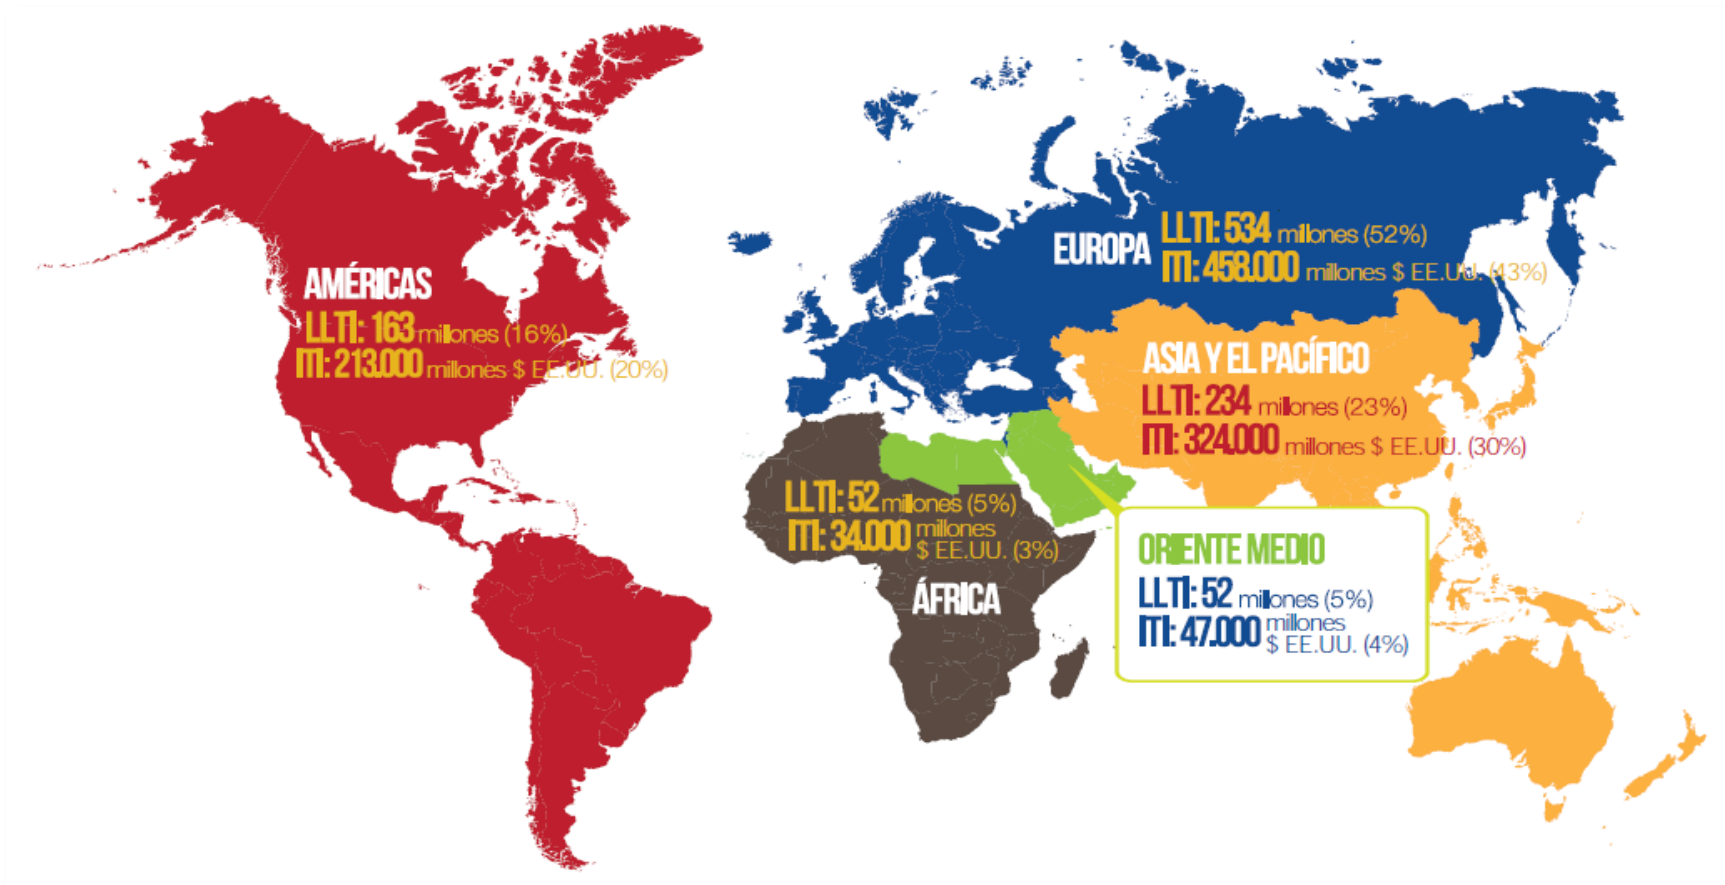 AMÉRICAS
LLTI: 163 millones (16%)
ITI: 213.000 millones $ EE.UU. (20%)
EUROPA
LLTI: 534 millones (52%)
ITI: 458.000 millones $ EE.UU. (43%)
ASIA Y EL PACÍFICO
LLTI: 234 millones (23%)
ITI: 324.000 millones $ EE.UU. (30%)
LLTI: 52 millones (5%)
ITI: 34.000 millones
$ EE.UU. (3%)
ÁFRICA
ORIENTE MEDIO
LLTI: 52 millones (5%)
ITI: 47.000 millones
$ EE.UU. (4%)